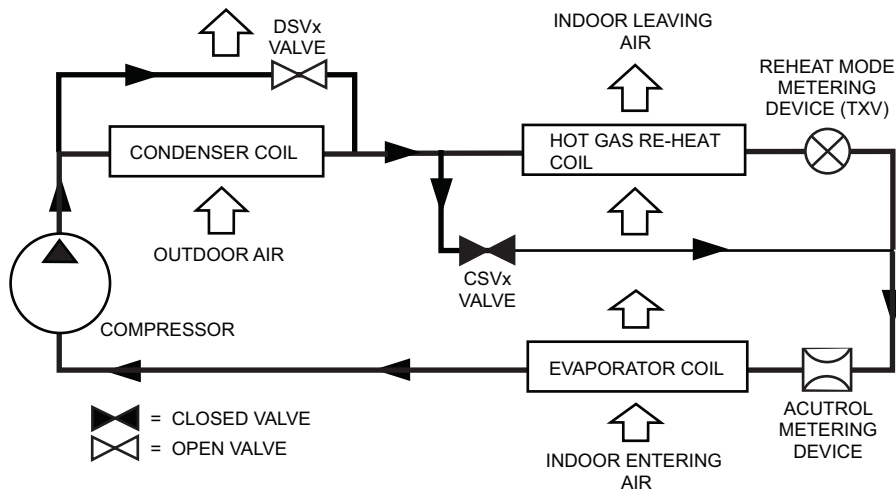 DSVx
VALVE
INDOOR LEAVING
AIR
REHEAT MODE
METERING
DEVICE (TXV)
CONDENSER COIL
HOT GAS RE-HEAT
COIL
OUTDOOR AIR
CSVx
VALVE
COMPRESSOR
EVAPORATOR COIL
ACUTROL
METERING
DEVICE
= CLOSED VALVE
= OPEN VALVE
INDOOR ENTERING
AIR